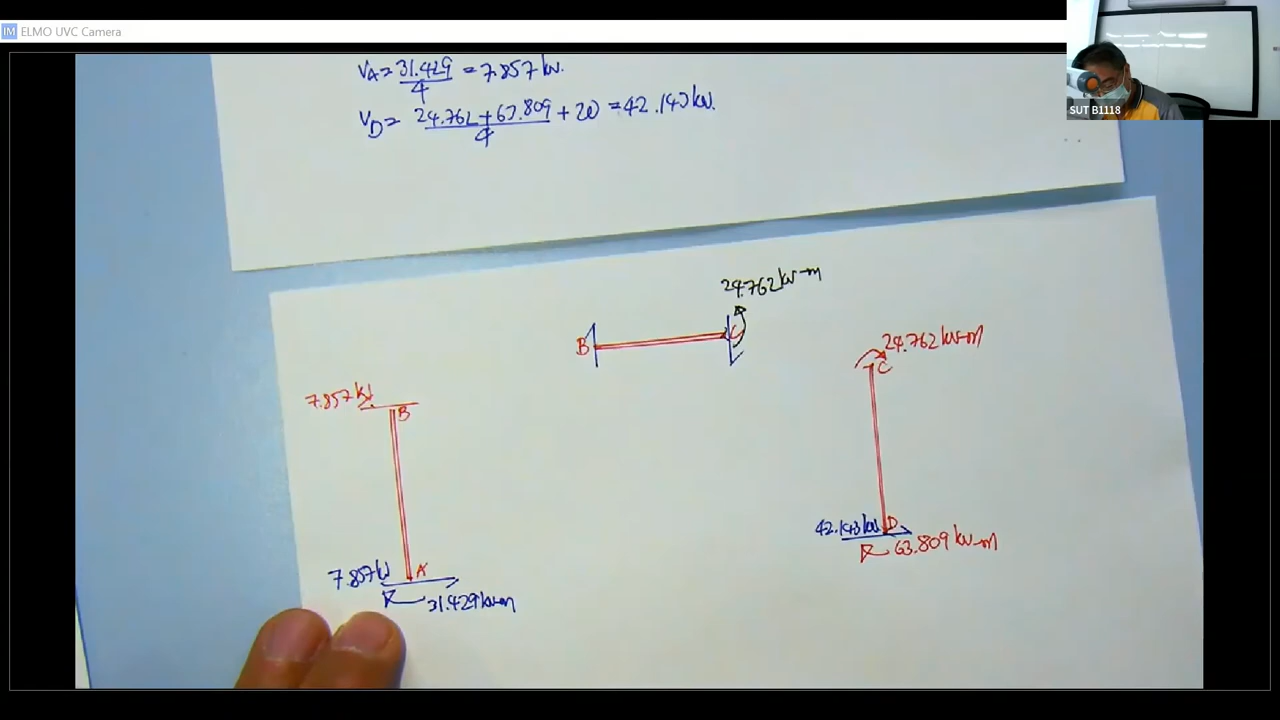 IM ELMO UVC Camera
SUT B1118
VA = 31.429/4 = 7.857 kN.
VD = (24.762 + 63.809)/4 + 20 = 42.143 kN.
24.762 kN-m
B C
24.762 kN-m
C
7.857 kN
B
42.143 kN D
63.809 kN-m
7.857 kN A
31.429 kN-m